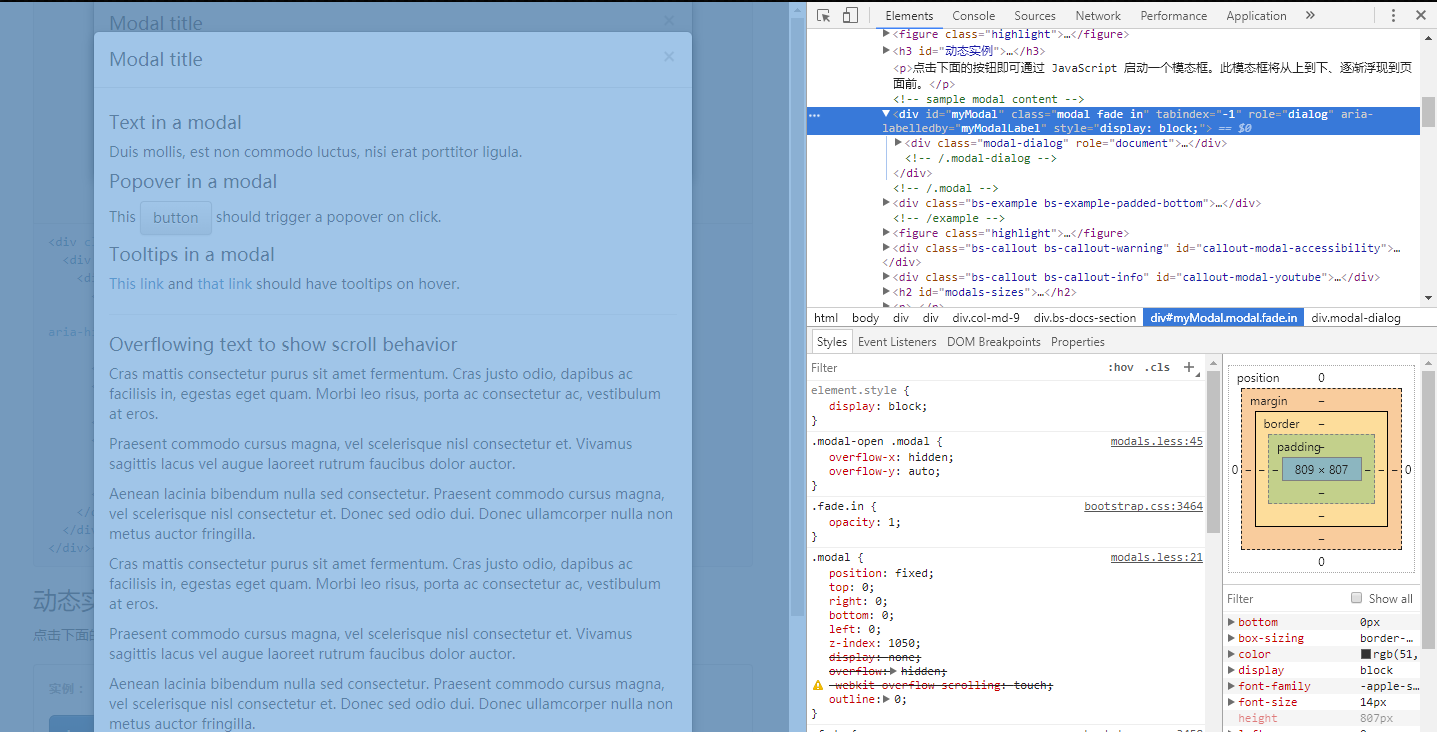 Modal title
×
Modal title
×
Text in a modal
Duis mollis, est non commodo luctus, nisi erat porttitor ligula.
Popover in a modal
This button should trigger a popover on click.
Tooltips in a modal
This link and that link should have tooltips on hover.
Overflowing text to show scroll behavior
Cras mattis consectetur purus sit amet fermentum. Cras justo odio, dapibus ac
facilisis in, egestas eget quam. Morbi leo risus, porta ac consectetur ac, vestibulum
at eros.
Praesent commodo cursus magna, vel scelerisque nisl consectetur et. Vivamus
sagittis lacus vel augue laoreet rutrum faucibus dolor auctor.
Aenean lacinia bibendum nulla sed consectetur. Praesent commodo cursus magna,
vel scelerisque nisl consectetur et. Donec sed odio dui. Donec ullamcorper nulla non
metus auctor fringilla.
Cras mattis consectetur purus sit amet fermentum. Cras justo odio, dapibus ac
facilisis in, egestas eget quam. Morbi leo risus, porta ac consectetur ac, vestibulum
at eros.
Praesent commodo cursus magna, vel scelerisque nisl consectetur et. Vivamus
sagittis lacus vel augue laoreet rutrum faucibus dolor auctor.
Aenean lacinia bibendum nulla sed consectetur. Praesent commodo cursus magna,
vel scelerisque nisl consectetur et. Donec sed odio dui. Donec ullamcorper nulla non
metus auctor fringilla.
<div c
<div
<d
aria-h
</d
</div
</div>
动态实
点击下面的
实例：
Elements Console Sources Network Performance Application »
<figure class="highlight">…</figure>
<h3 id="动态实例">…</h3>
<p>点击下面的按钮即可通过 JavaScript 启动一个模态框。此模态框将从上到下、逐渐浮现到页
面前。</p>
<!-- sample modal content -->
<div id="myModal" class="modal fade in" tabindex="-1" role="dialog" aria-
labelledby="myModalLabel" style="display: block;"> == $0
<div class="modal-dialog" role="document">…</div>
<!-- /.modal-dialog -->
</div>
<!-- /.modal -->
<div class="bs-example bs-example-padded-bottom">…</div>
<!-- /example -->
<figure class="highlight">…</figure>
<div class="bs-callout bs-callout-warning" id="callout-modal-accessibility">…
</div>
<div class="bs-callout bs-callout-info" id="callout-modal-youtube">…</div>
<h2 id="modals-sizes">…</h2>
html body div div div.col-md-9 div.bs-docs-section div#myModal.modal.fade.in div.modal-dialog
Styles Event Listeners DOM Breakpoints Properties
Filter :hov .cls +
element.style {
display: block;
}
.modal-open .modal { modals.less:45
overflow-x: hidden;
overflow-y: auto;
}
.fade.in { bootstrap.css:3464
opacity: 1;
}
.modal { modals.less:21
position: fixed;
top: 0;
right: 0;
bottom: 0;
left: 0;
z-index: 1050;
display: none;
overflow: hidden;
-webkit-overflow-scrolling: touch;
outline: 0;
}
position 0
margin –
border –
padding –
0 – – – 809 × 807 – – – 0
–
–
–
0
Filter Show all
bottom 0px
box-sizing border-…
color rgb(51,
display block
font-family -apple-s…
font-size 14px
height 807px